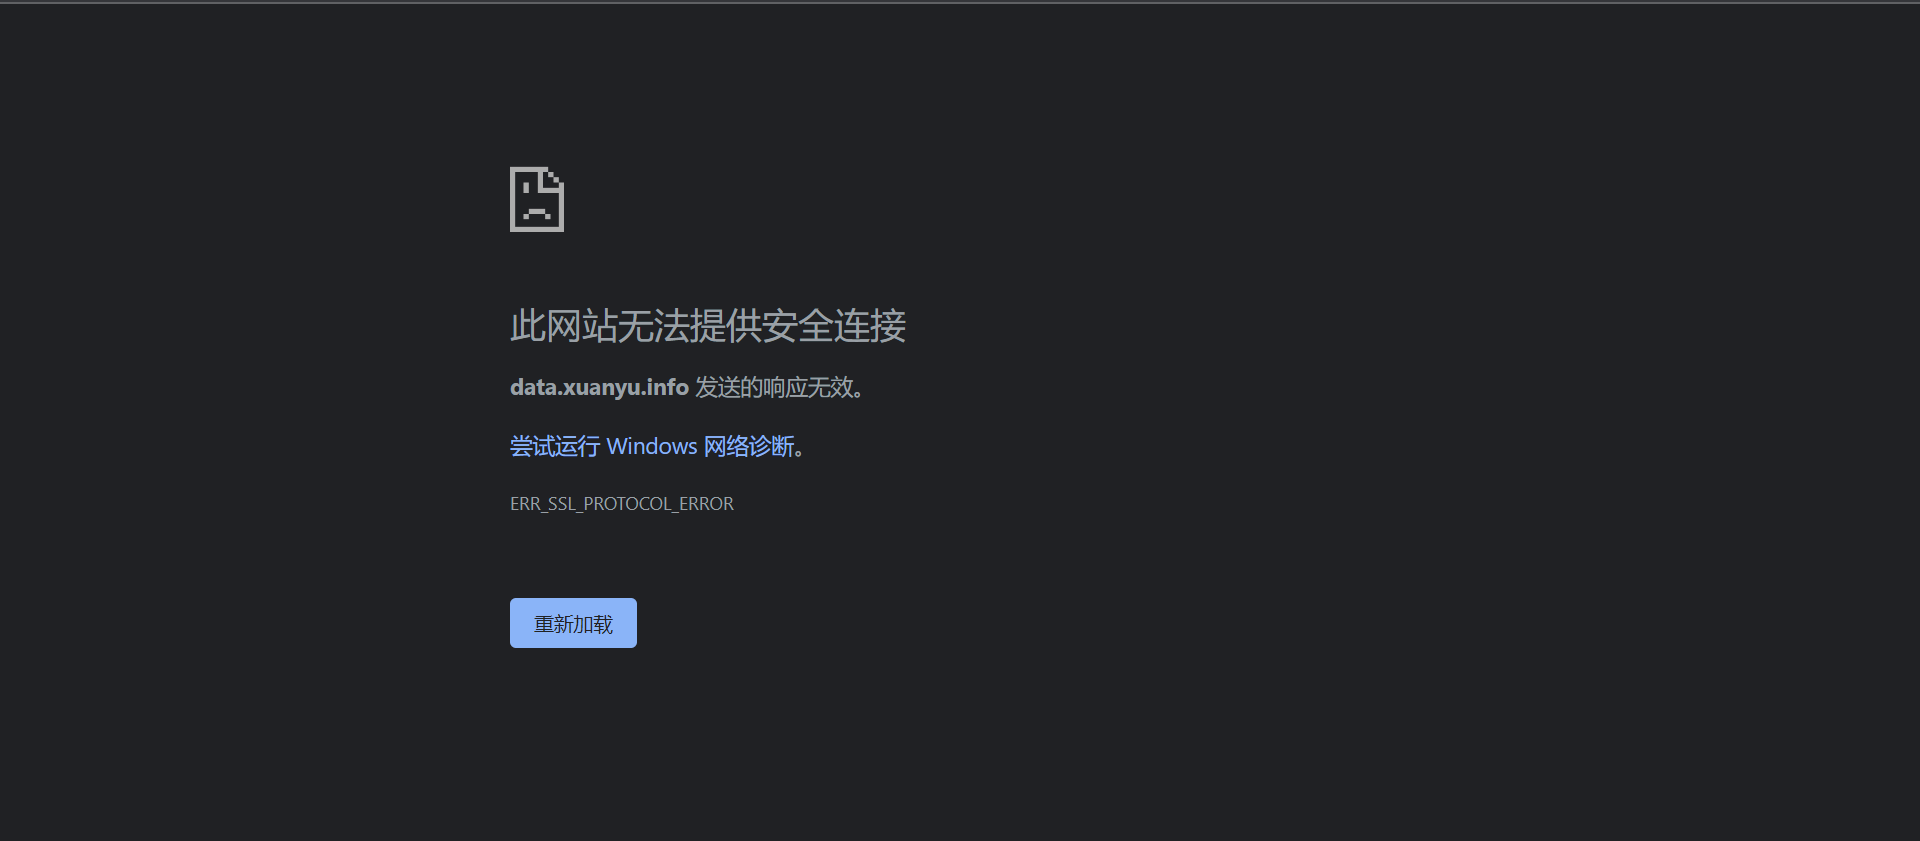 此网站无法提供安全连接
data.xuanyu.info 发送的响应无效。
尝试运行 Windows 网络诊断。
ERR_SSL_PROTOCOL_ERROR
重新加载